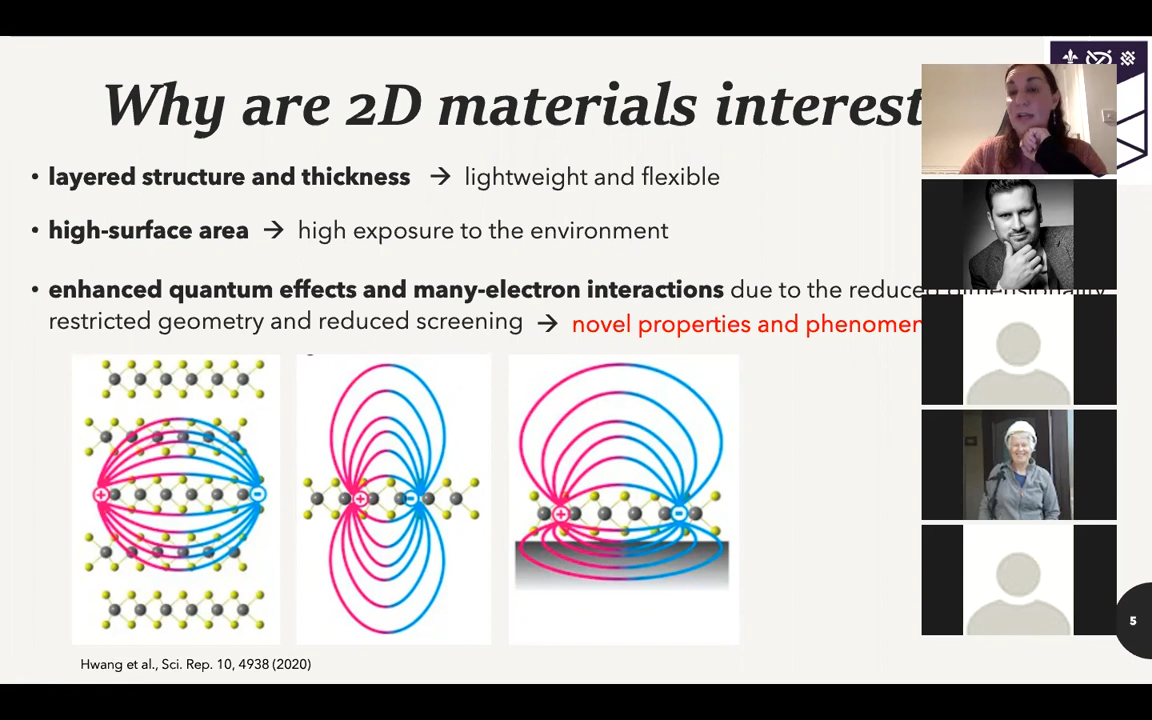 Why are 2D materials interest
• layered structure and thickness → lightweight and flexible
• high-surface area → high exposure to the environment
• enhanced quantum effects and many-electron interactions due to the reduced dimensionality
restricted geometry and reduced screening → novel properties and phenomen
+ -
+ -
+ -
Hwang et al., Sci. Rep. 10, 4938 (2020)
5